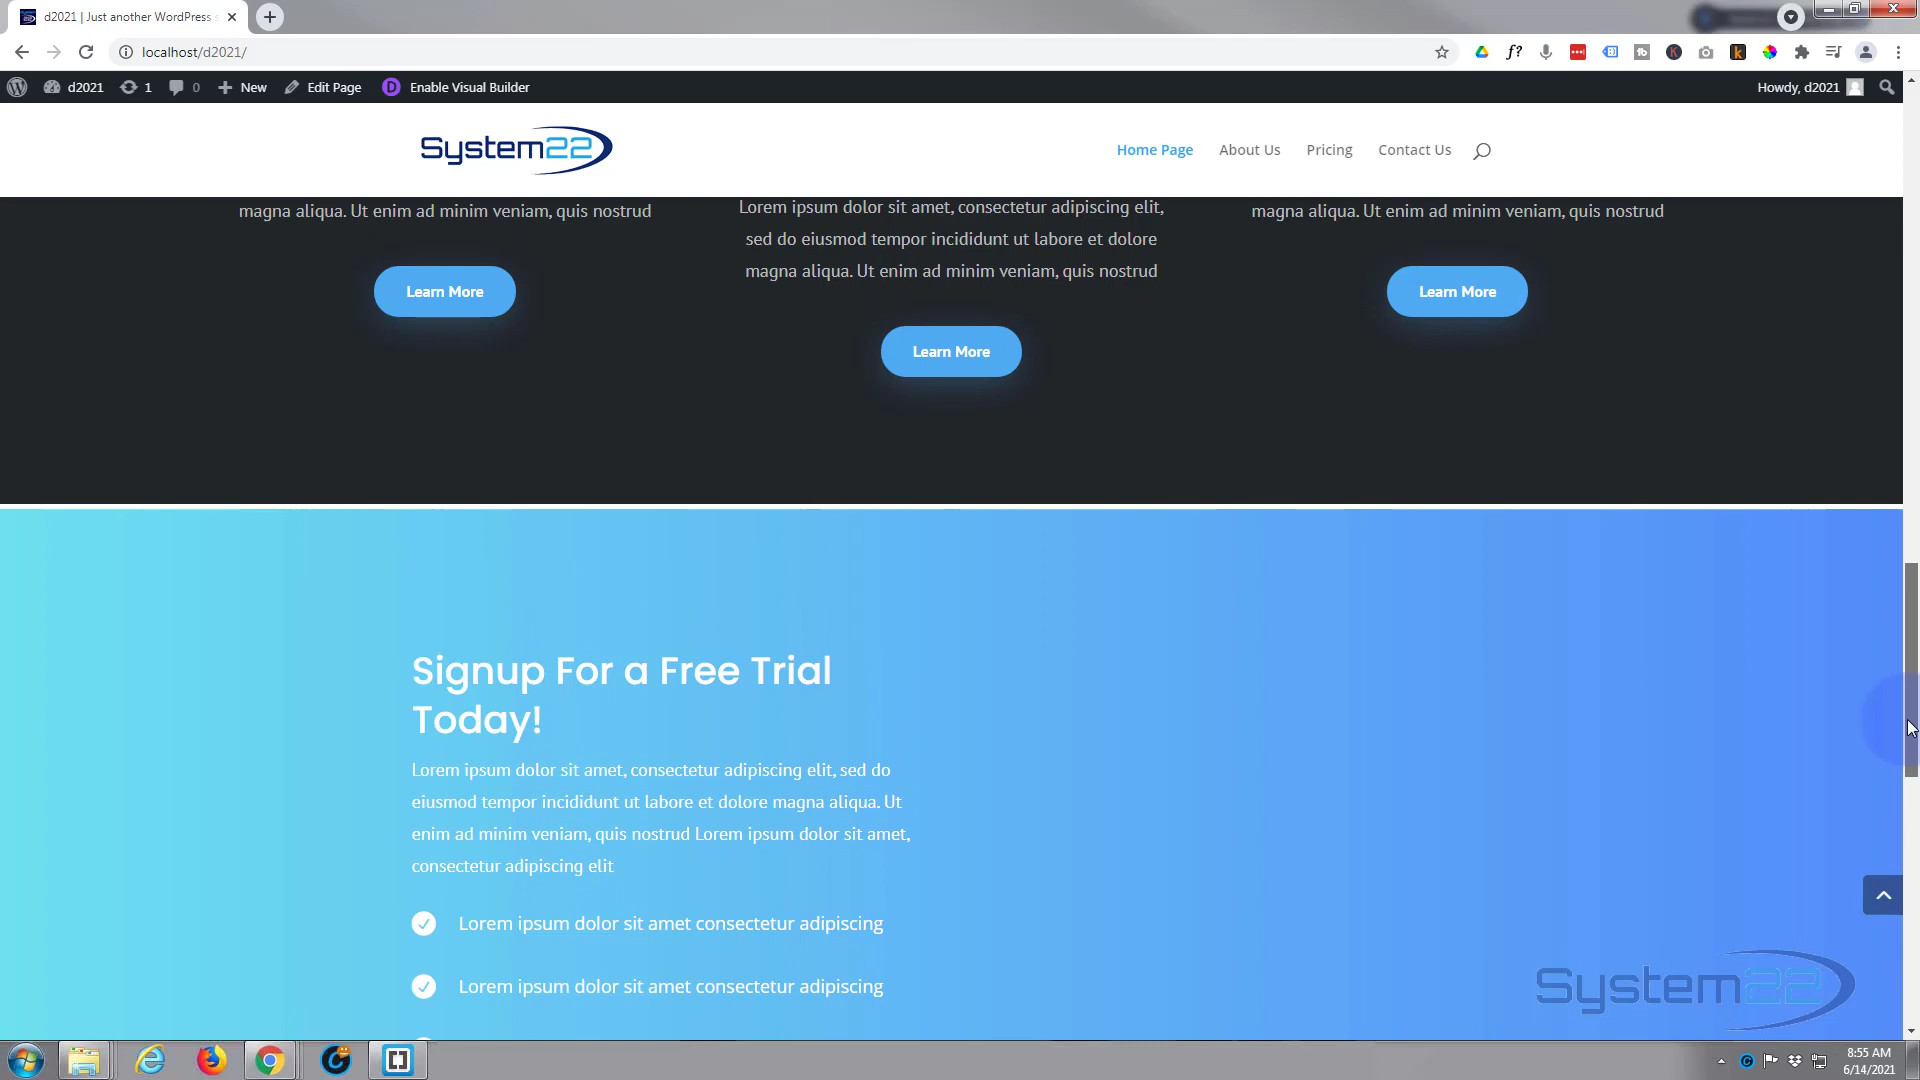 d2021 | Just another WordPress s
localhost/d2021/
d2021 1 0 New Edit Page Enable Visual Builder Howdy, d2021
System22
Home Page About Us Pricing Contact Us
magna aliqua. Ut enim ad minim veniam, quis nostrud
Learn More
Lorem ipsum dolor sit amet, consectetur adipiscing elit,
sed do eiusmod tempor incididunt ut labore et dolore
magna aliqua. Ut enim ad minim veniam, quis nostrud
Learn More
magna aliqua. Ut enim ad minim veniam, quis nostrud
Learn More
Signup For a Free Trial
Today!
Lorem ipsum dolor sit amet, consectetur adipiscing elit, sed do
eiusmod tempor incididunt ut labore et dolore magna aliqua. Ut
enim ad minim veniam, quis nostrud Lorem ipsum dolor sit amet,
consectetur adipiscing elit
Lorem ipsum dolor sit amet consectetur adipiscing
Lorem ipsum dolor sit amet consectetur adipiscing
System22
8:55 AM
6/14/2021